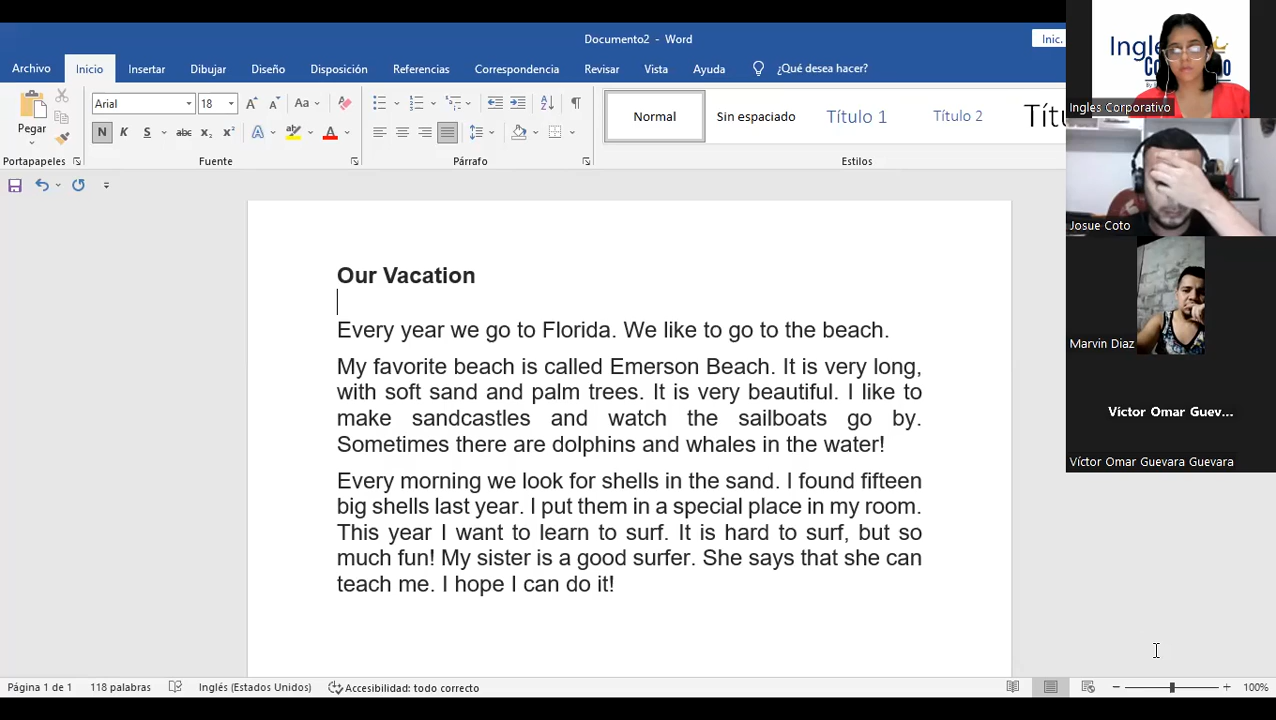 Documento2 - Word
Inic.
Archivo Inicio Insertar Dibujar Diseño Disposición Referencias Correspondencia Revisar Vista Ayuda ¿Qué desea hacer?
Pegar
Arial 18
Normal Sin espaciado Título 1 Título 2
Portapapeles Fuente Párrafo Estilos
Our Vacation
Every year we go to Florida. We like to go to the beach.
My favorite beach is called Emerson Beach. It is very long,
with soft sand and palm trees. It is very beautiful. I like to
make sandcastles and watch the sailboats go by.
Sometimes there are dolphins and whales in the water!
Every morning we look for shells in the sand. I found fifteen
big shells last year. I put them in a special place in my room.
This year I want to learn to surf. It is hard to surf, but so
much fun! My sister is a good surfer. She says that she can
teach me. I hope I can do it!
Página 1 de 1 118 palabras Inglés (Estados Unidos) Accesibilidad: todo correcto 100%
Ingles Corporativo
Josue Coto
Marvin Diaz
Víctor Omar Guev...
Víctor Omar Guevara Guevara